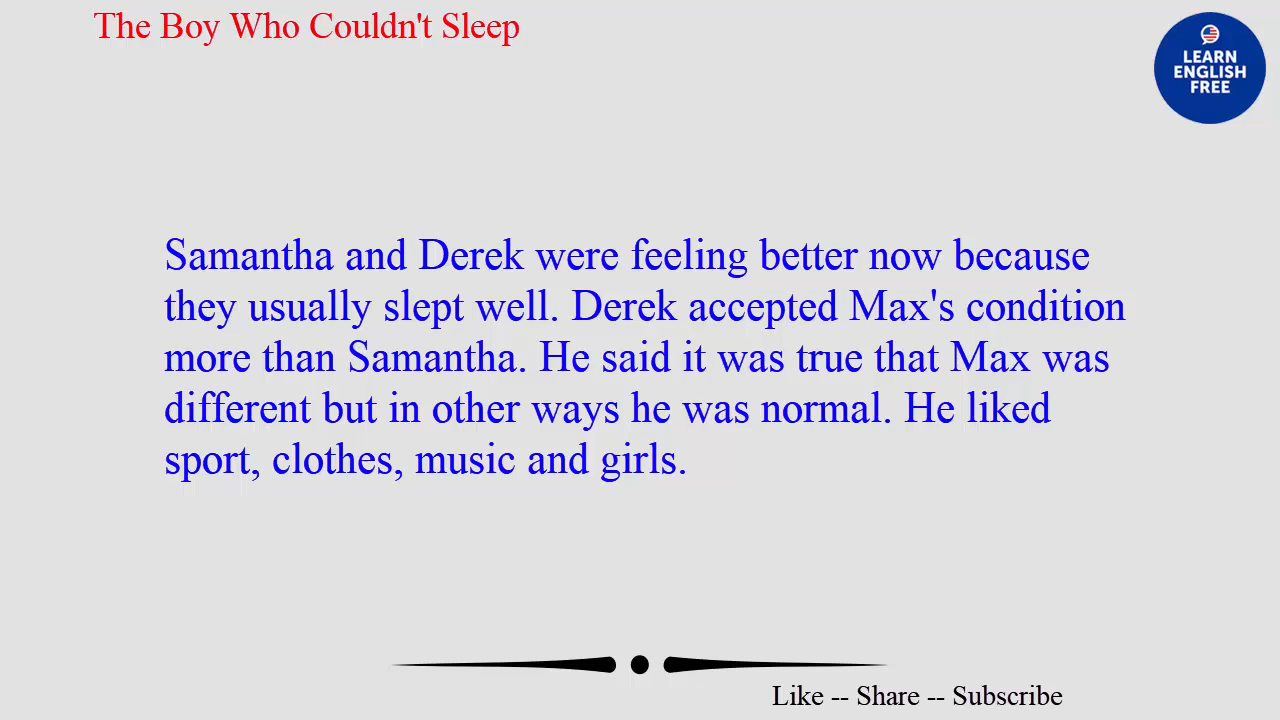 The Boy Who Couldn't Sleep
LEARN
ENGLISH
FREE
Samantha and Derek were feeling better now because
they usually slept well. Derek accepted Max's condition
more than Samantha. He said it was true that Max was
different but in other ways he was normal. He liked
sport, clothes, music and girls.
Like -- Share -- Subscribe